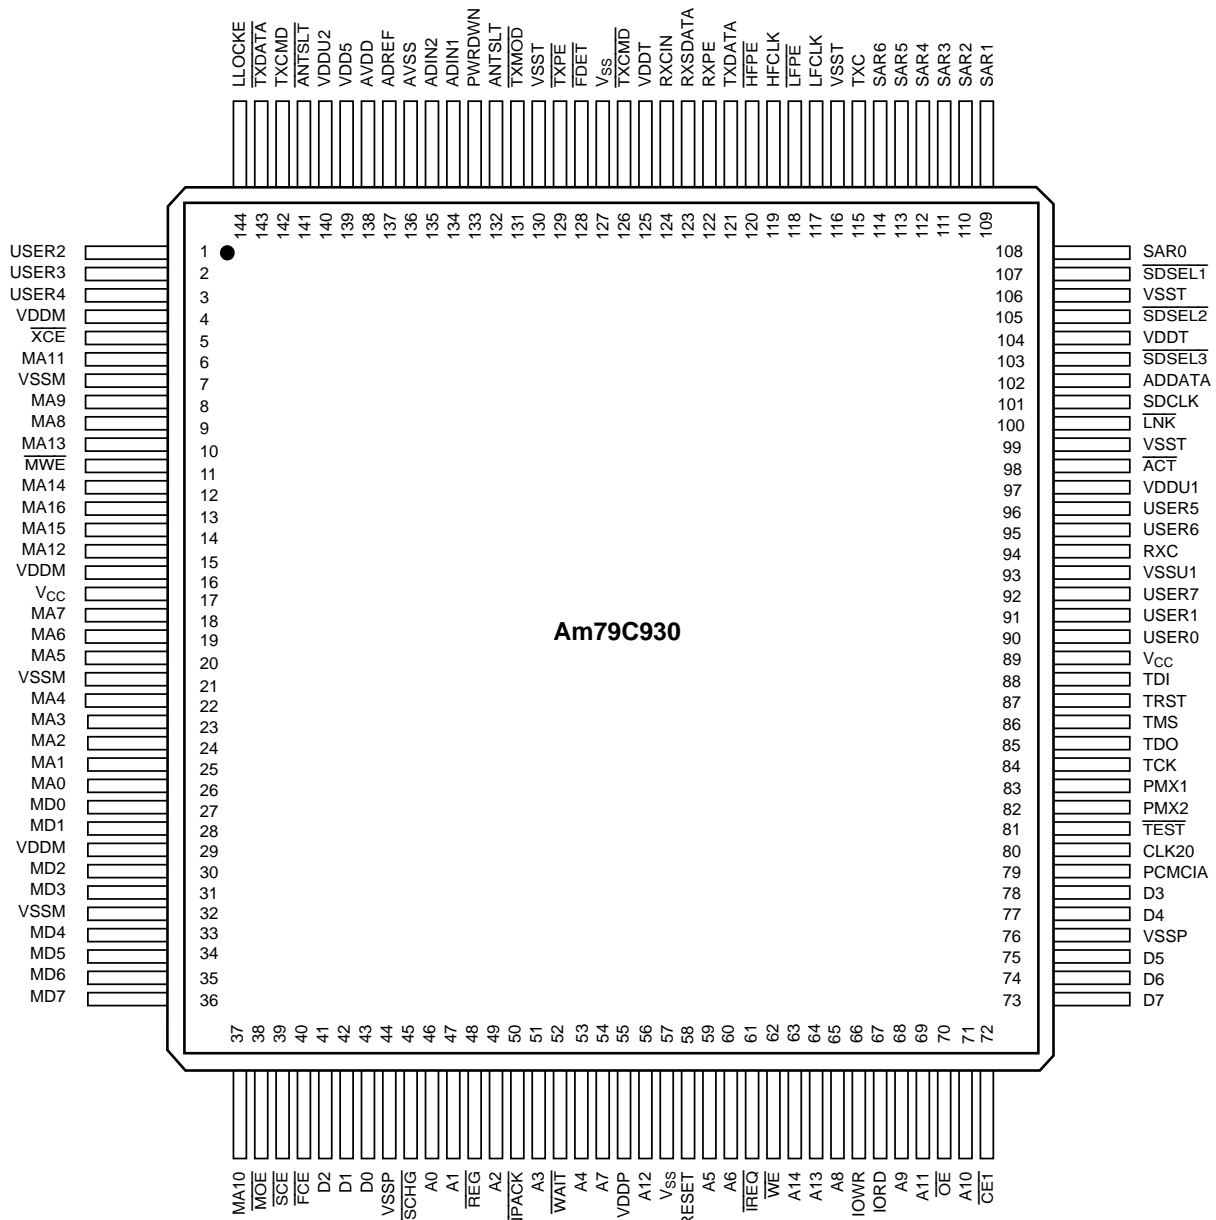 LLOCKE TXDATA TXCMD ANTSLT VDDU2 VDD5 AVDD ADREF AVSS ADIN2 ADIN1 PWRDWN ANTSLT TXMOD VSST TXPE FDET VSS TXCMD VDDT RXCIN RXSDATA RXPE TXDATA HFPE HFCLK LFPE LFCLK VSST TXC SAR6 SAR5 SAR4 SAR3 SAR2 SAR1
144 143 142 141 140 139 138 137 136 135 134 133 132 131 130 129 128 127 126 125 124 123 122 121 120 119 118 117 116 115 114 113 112 111 110 109
USER2 1 108 SAR0
USER3 2 107 SDSEL1
USER4 3 106 VSST
VDDM 4 105 SDSEL2
XCE 5 104 VDDT
MA11 6 103 SDSEL3
VSSM 7 102 ADDATA
MA9 8 101 SDCLK
MA8 9 100 LNK
MA13 10 99 VSST
MWE 11 98 ACT
MA14 12 97 VDDU1
MA16 13 96 USER5
MA15 14 95 USER6
MA12 15 94 RXC
VDDM 16 93 VSSU1
VCC 17 92 USER7
MA7 18 91 USER1
MA6 19 90 USER0
MA5 20 89 VCC
VSSM 21 88 TDI
MA4 22 87 TRST
MA3 23 86 TMS
MA2 24 85 TDO
MA1 25 84 TCK
MA0 26 83 PMX1
MD0 27 82 PMX2
MD1 28 81 TEST
VDDM 29 80 CLK20
MD2 30 79 PCMCIA
MD3 31 78 D3
VSSM 32 77 D4
MD4 33 76 VSSP
MD5 34 75 D5
MD6 35 74 D6
MD7 36 73 D7
Am79C930
37 38 39 40 41 42 43 44 45 46 47 48 49 50 51 52 53 54 55 56 57 58 59 60 61 62 63 64 65 66 67 68 69 70 71 72
MA10 MOE SCE FCE D2 D1 D0 VSSP SCHG A0 A1 REG A2 IPACK A3 WAIT A4 A7 VDDP A12 VSS RESET A5 A6 IREQ WE A14 A13 A8 IOWR IORD A9 A11 OE A10 CE1